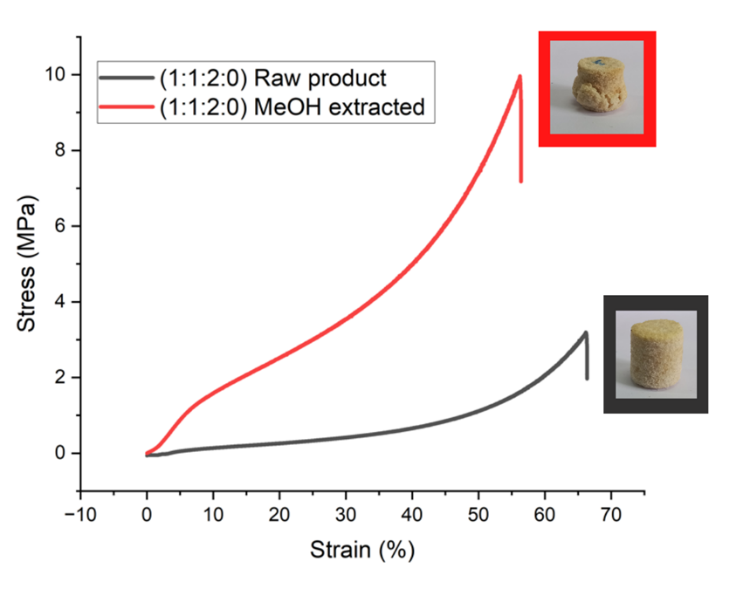 (1:1:2:0) Raw product
(1:1:2:0) MeOH extracted
Stress (MPa)
10
8
6
4
2
0
−10 0 10 20 30 40 50 60 70
Strain (%)